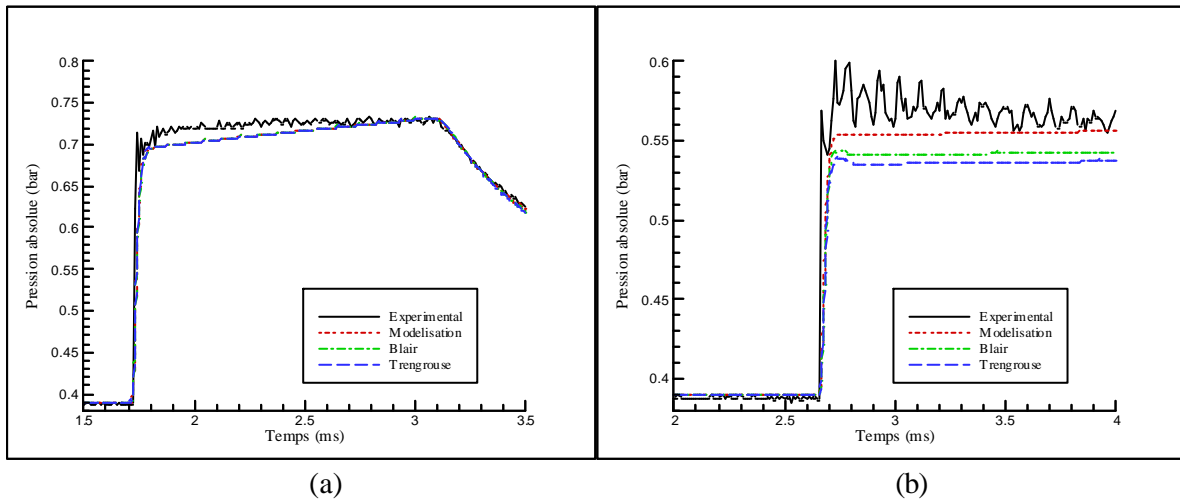 0.8
0.75
0.7
0.65
0.6
0.55
0.5
0.45
0.4
Pression absolue (bar)
1.5
2
2.5
3
3.5
Temps (ms)
Experimental
Modelisation
Blair
Trengrouse
(a)
0.6
0.55
0.5
0.45
0.4
Pression absolue (bar)
2
2.5
3
3.5
4
Temps (ms)
Experimental
Modelisation
Blair
Trengrouse
(b)